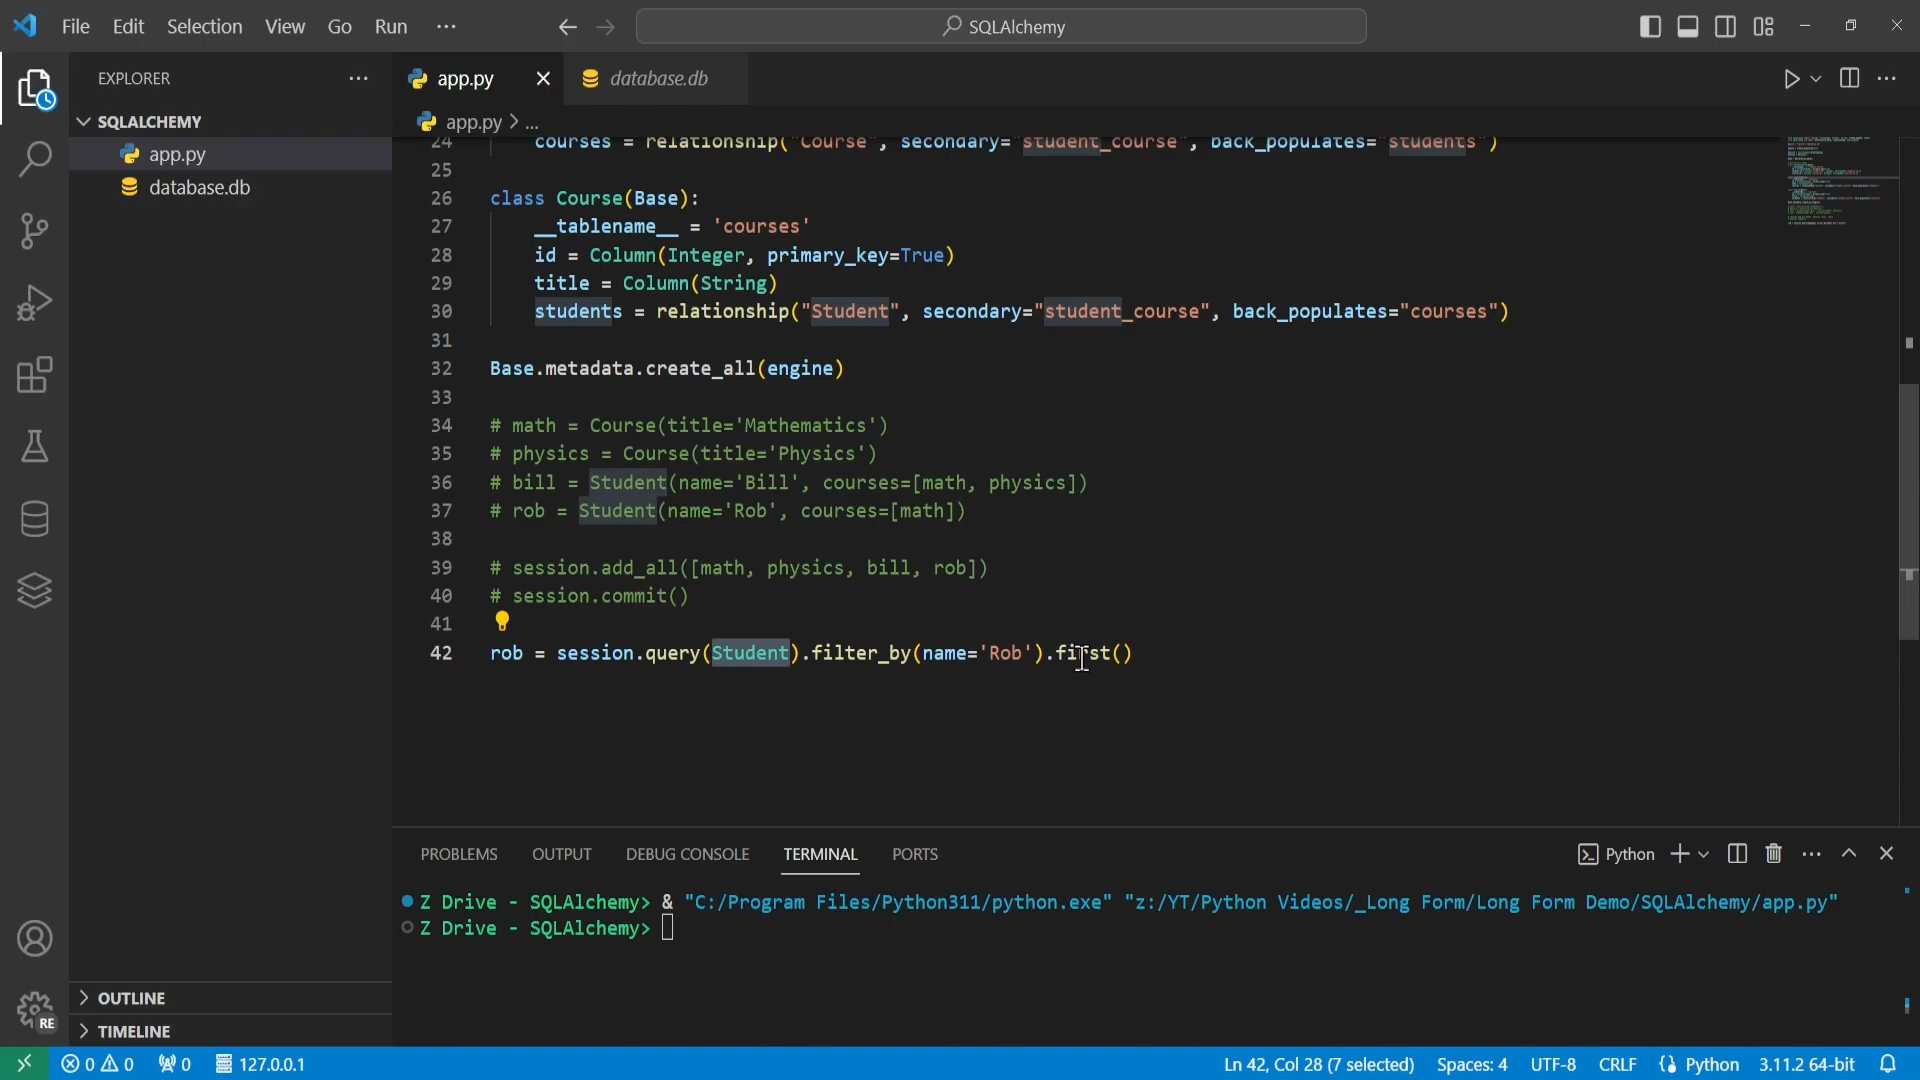 File Edit Selection View Go Run ···
SQLAlchemy
EXPLORER
SQLALCHEMY
app.py
database.db
OUTLINE
TIMELINE
app.py
database.db
app.py > ...
24 courses = relationship("Course", secondary="student_course", back_populates="students")
25
26 class Course(Base):
27 __tablename__ = 'courses'
28 id = Column(Integer, primary_key=True)
29 title = Column(String)
30 students = relationship("Student", secondary="student_course", back_populates="courses")
31
32 Base.metadata.create_all(engine)
33
34 # math = Course(title='Mathematics')
35 # physics = Course(title='Physics')
36 # bill = Student(name='Bill', courses=[math, physics])
37 # rob = Student(name='Rob', courses=[math])
38
39 # session.add_all([math, physics, bill, rob])
40 # session.commit()
41
42 rob = session.query(Student).filter_by(name='Rob').first()
PROBLEMS OUTPUT DEBUG CONSOLE TERMINAL PORTS
Python
Z Drive - SQLAlchemy> & "C:/Program Files/Python311/python.exe" "z:/YT/Python Videos/_Long Form/Long Form Demo/SQLAlchemy/app.py"
Z Drive - SQLAlchemy>
RE
0 0 0 127.0.0.1
Ln 42, Col 28 (7 selected) Spaces: 4 UTF-8 CRLF Python 3.11.2 64-bit